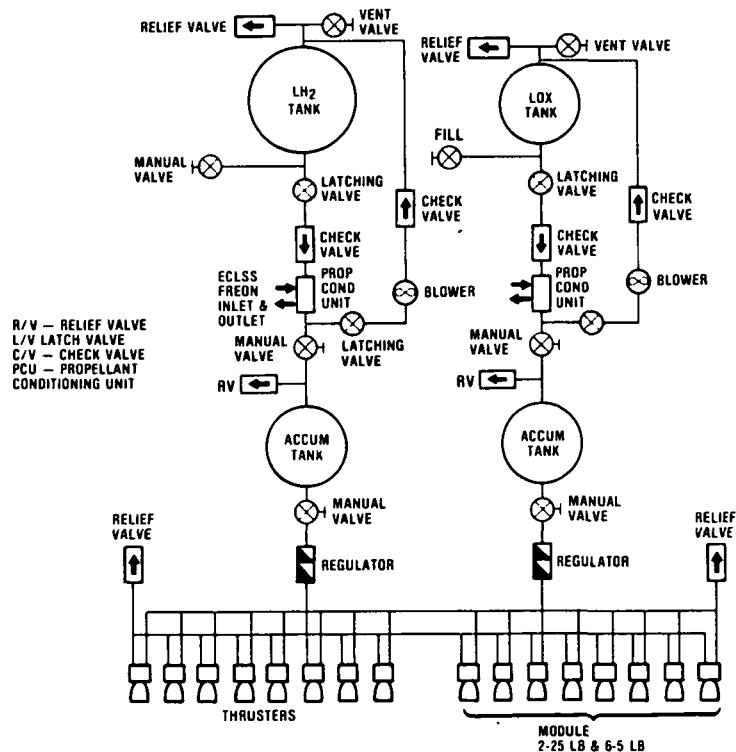 RELIEF VALVE
VENT
VALVE
LH2
TANK
RELIEF
VALVE
VENT VALVE
LOX
TANK
MANUAL
VALVE
FILL
LATCHING
VALVE
CHECK
VALVE
LATCHING
VALVE
CHECK
VALVE
CHECK
VALVE
CHECK
VALVE
ECLSS
FREON
INLET &
OUTLET
PROP
COND
UNIT
BLOWER
PROP
COND
UNIT
BLOWER
R/V – RELIEF VALVE
L/V LATCH VALVE
C/V – CHECK VALVE
PCU – PROPELLANT
CONDITIONING UNIT
MANUAL
VALVE
LATCHING
VALVE
MANUAL
VALVE
RV
RV
ACCUM
TANK
ACCUM
TANK
MANUAL
VALVE
MANUAL
VALVE
RELIEF
VALVE
REGULATOR
REGULATOR
RELIEF
VALVE
THRUSTERS
MODULE
2-25 LB & 6-5 LB